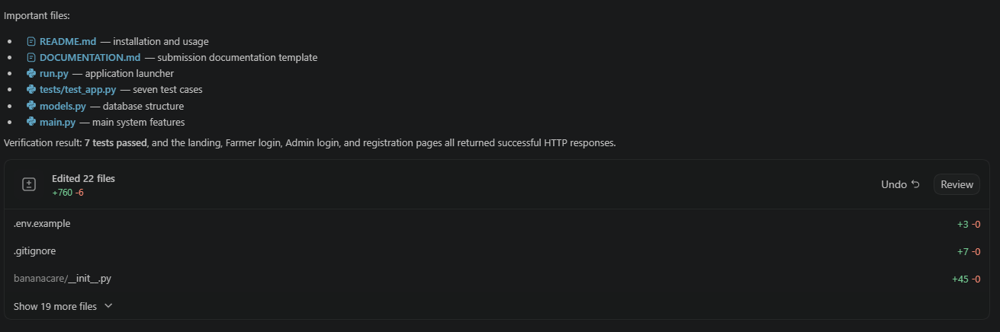 Important files:
README.md — installation and usage
DOCUMENTATION.md — submission documentation template
run.py — application launcher
tests/test_app.py — seven test cases
models.py — database structure
main.py — main system features
Verification result: 7 tests passed, and the landing, Farmer login, Admin login, and registration pages all returned successful HTTP responses.
Edited 22 files
+760 -6
Undo
Review
.env.example +3 -0
.gitignore +7 -0
bananacare/__init__.py +45 -0
Show 19 more files